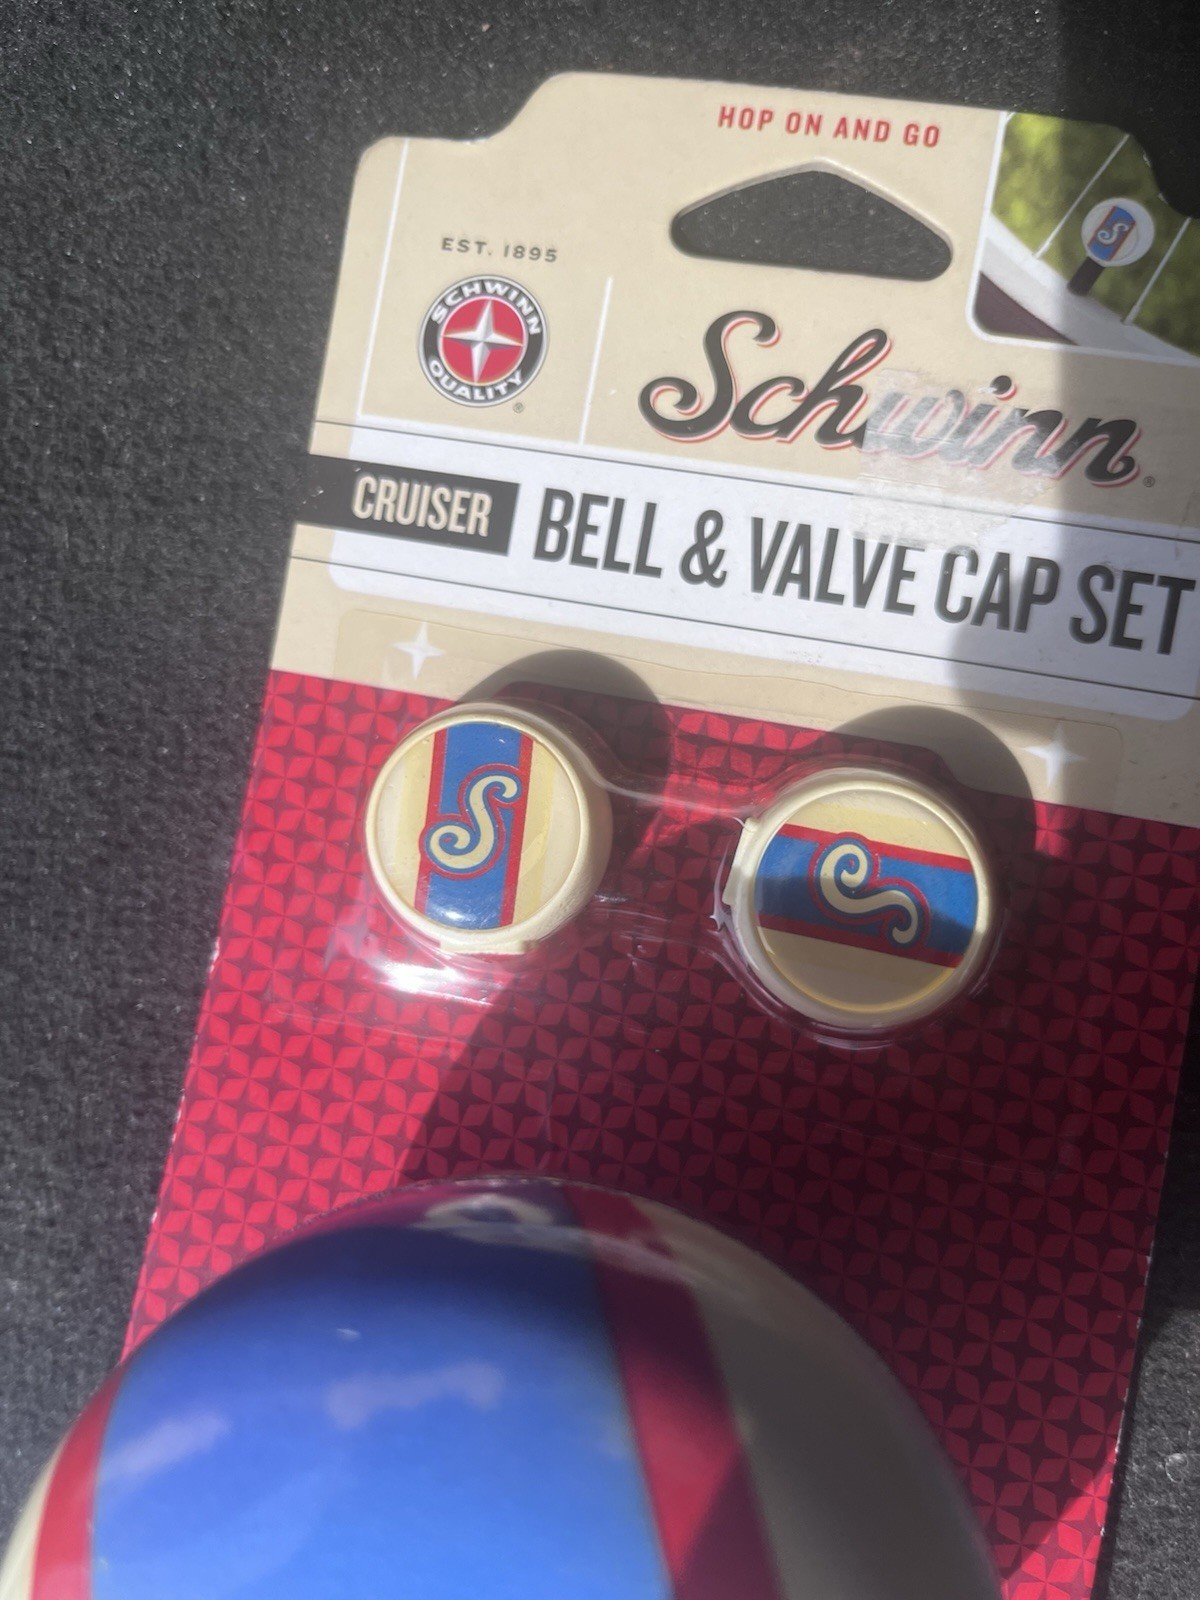 HOP ON AND GO
EST. 1895
SCHWINN
QUALITY
®
Schwinn®
CRUISER
BELL & VALVE CAP SET
S
S
S